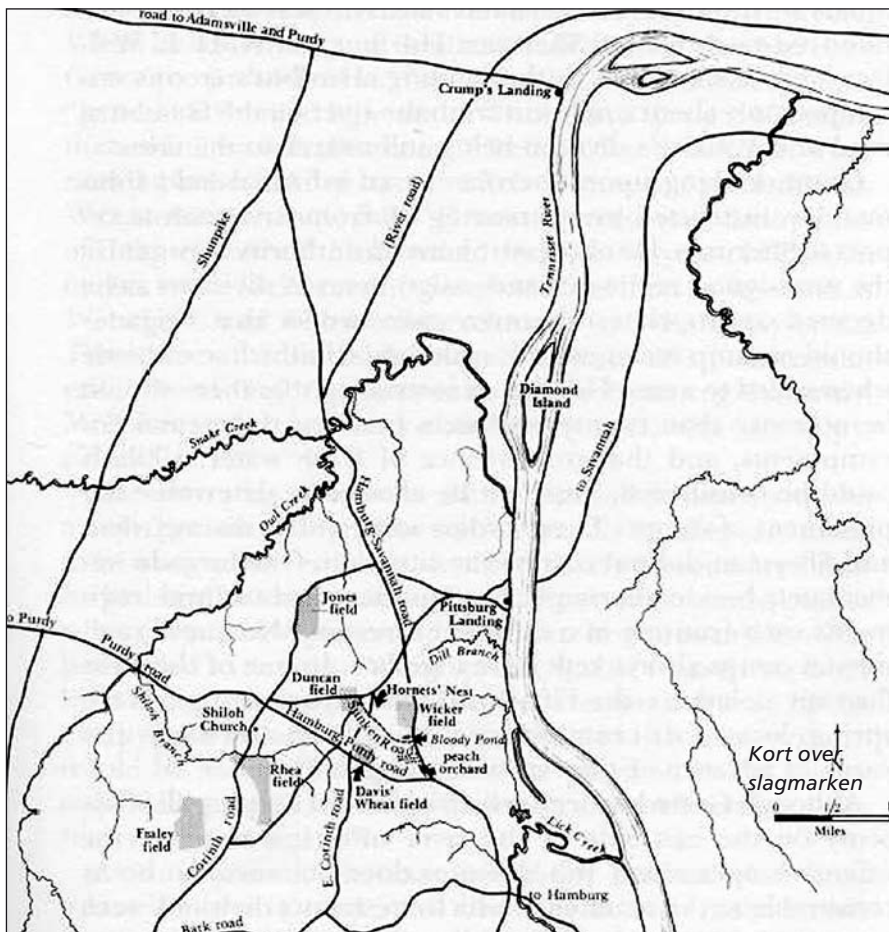 road to Adamsville and Purdy
Crump's Landing
Shunpike
(River road)
Tennessee River
Diamond
Island
to Savannah
Snake Creek
Owl Creek
Hamburg-Savannah road
Jones
field
Pittsburg
Landing
Dill Branch
to Purdy
Purdy road
Duncan
field
Hornets' Nest
Wicker
field
Shiloh Branch
Shiloh
Church
Hamburg-Purdy road
Sunken Road
Bloody Pond
peach
orchard
Rhea
field
Davis'
Wheat field
Fraley
field
Corinth road
E. Corinth road
Lick Creek
to Hamburg
Bark road
Kort over
slagmarken
0
Miles